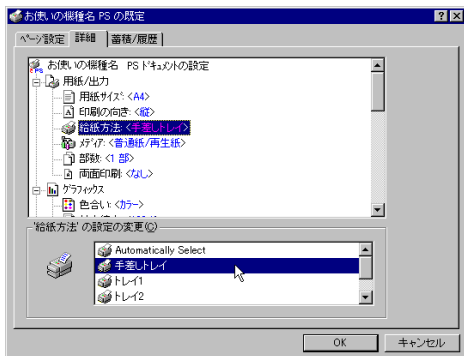 お使いの機種名 PS の既定
ページ設定 詳細 蓄積/履歴
お使いの機種名 PS ドキュメントの設定
用紙/出力
用紙サイズ: <A4>
印刷の向き: <縦>
給紙方法: <手差しトレイ>
メディア: <普通紙/再生紙>
部数: <1 部>
両面印刷: <なし>
グラフィックス
色合い: <カラー>
'給紙方法' の設定の変更(C)
Automatically Select
手差しトレイ
トレイ1
トレイ2
OK キャンセル